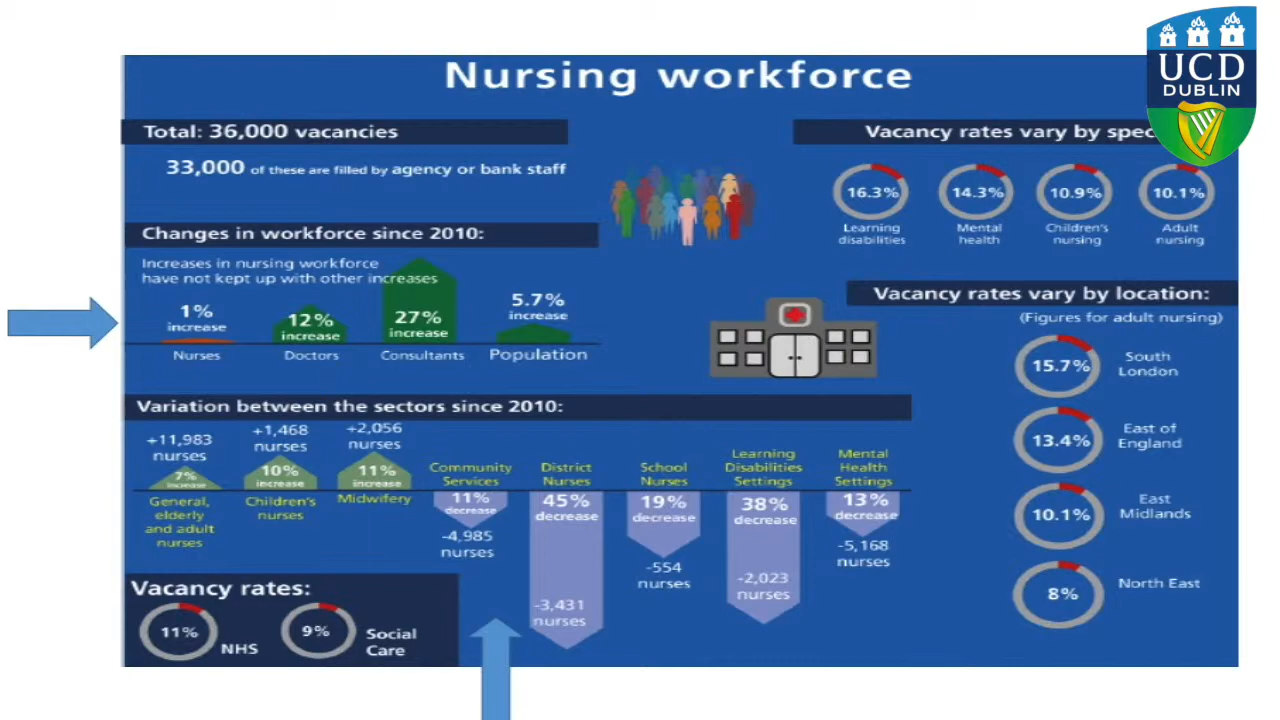 Nursing workforce
UCD
DUBLIN
Total: 36,000 vacancies
33,000 of these are filled by agency or bank staff
Vacancy rates vary by spec
16.3%
14.3%
10.9%
10.1%
Learning
disabilities
Mental
health
Children's
nursing
Adult
nursing
Changes in workforce since 2010:
Increases in nursing workforce
have not kept up with other increases
1%
increase
Nurses
12%
increase
Doctors
27%
increase
Consultants
5.7%
increase
Population
Vacancy rates vary by location:
(Figures for adult nursing)
15.7%
South
London
13.4%
East of
England
10.1%
East
Midlands
8%
North East
Variation between the sectors since 2010:
+11,983
nurses
7%
increase
General,
elderly
and adult
nurses
+1,468
nurses
10%
increase
Children's
nurses
+2,056
nurses
11%
increase
Midwifery
Community
Services
11%
decrease
-4,985
nurses
District
Nurses
45%
decrease
-3,431
nurses
School
Nurses
19%
decrease
-554
nurses
Learning
Disabilities
Settings
38%
decrease
-2,023
nurses
Mental
Health
Settings
13%
decrease
-5,168
nurses
Vacancy rates:
11%
NHS
9%
Social
Care